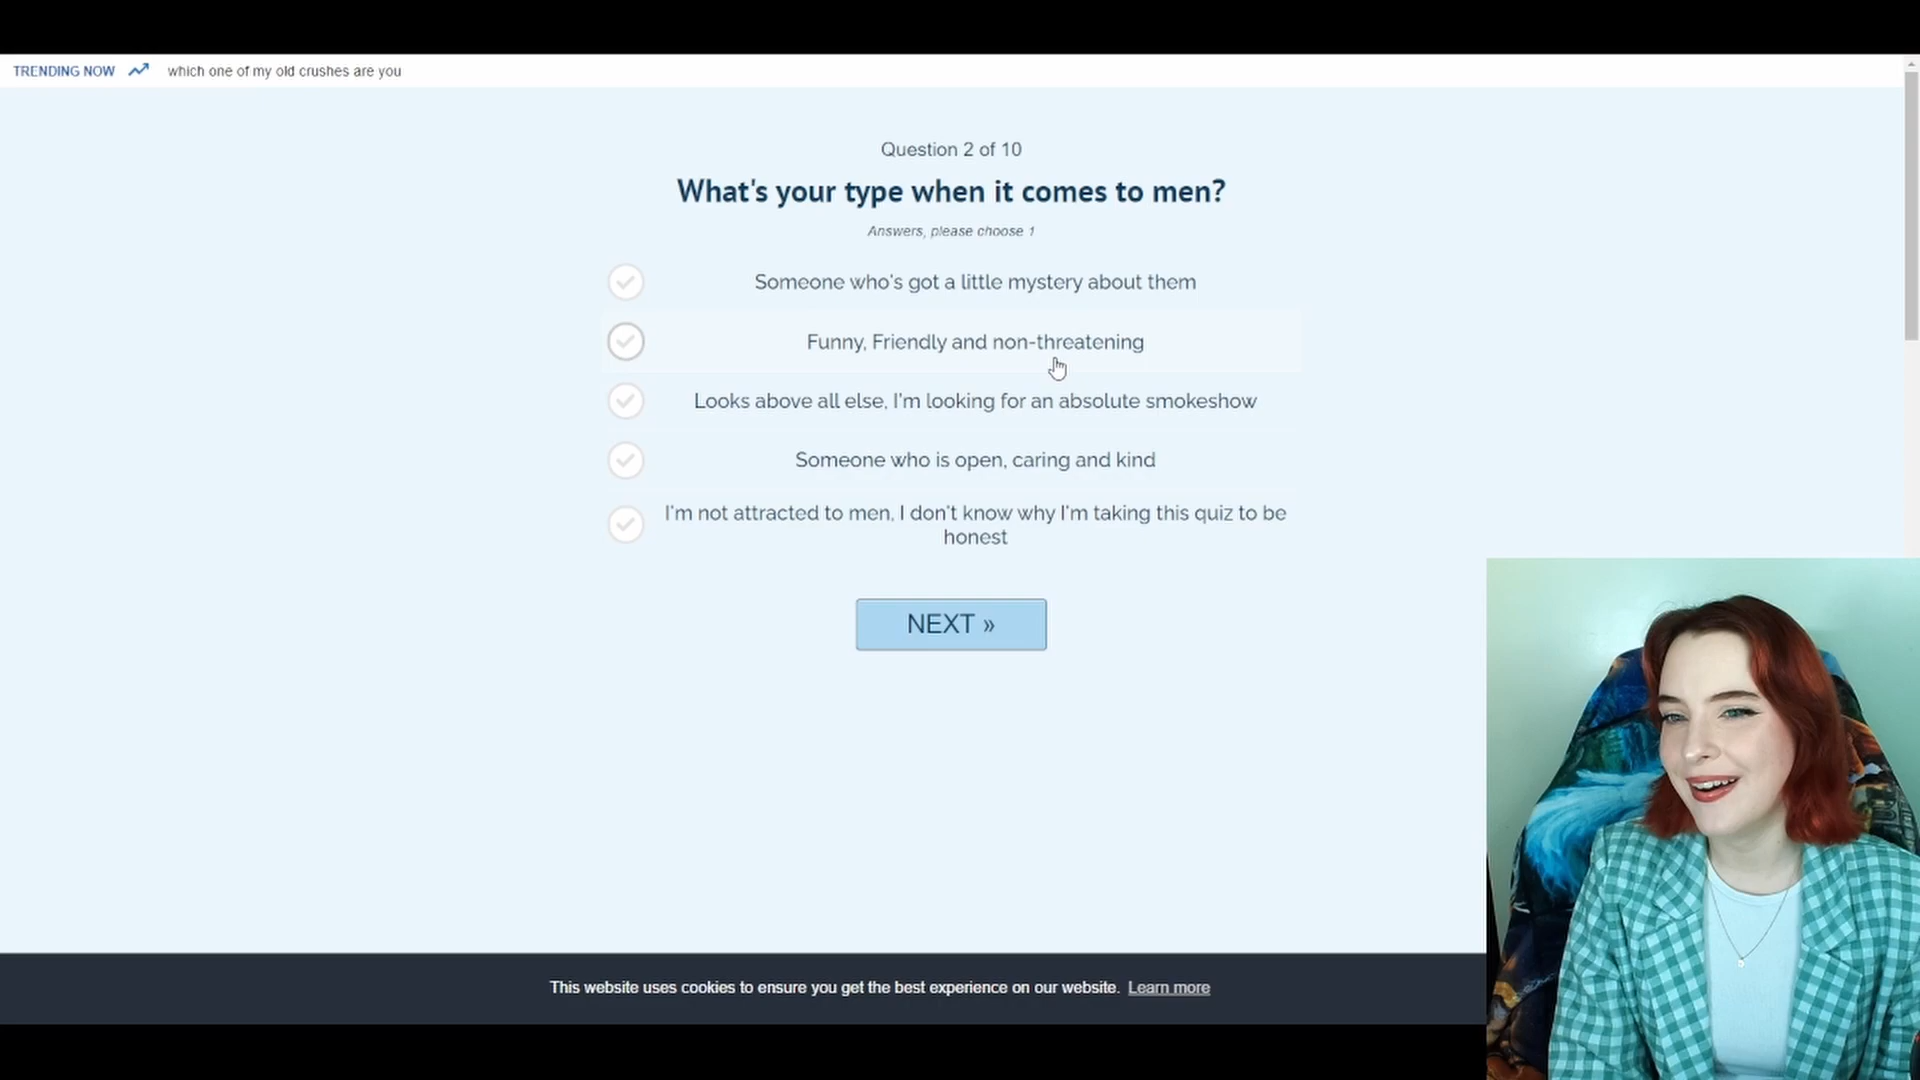 TRENDING NOW which one of my old crushes are you
Question 2 of 10
What's your type when it comes to men?
Answers, please choose 1
Someone who's got a little mystery about them
Funny, Friendly and non-threatening
Looks above all else, I'm looking for an absolute smokeshow
Someone who is open, caring and kind
I'm not attracted to men, I don't know why I'm taking this quiz to be
honest
NEXT »
This website uses cookies to ensure you get the best experience on our website. Learn more